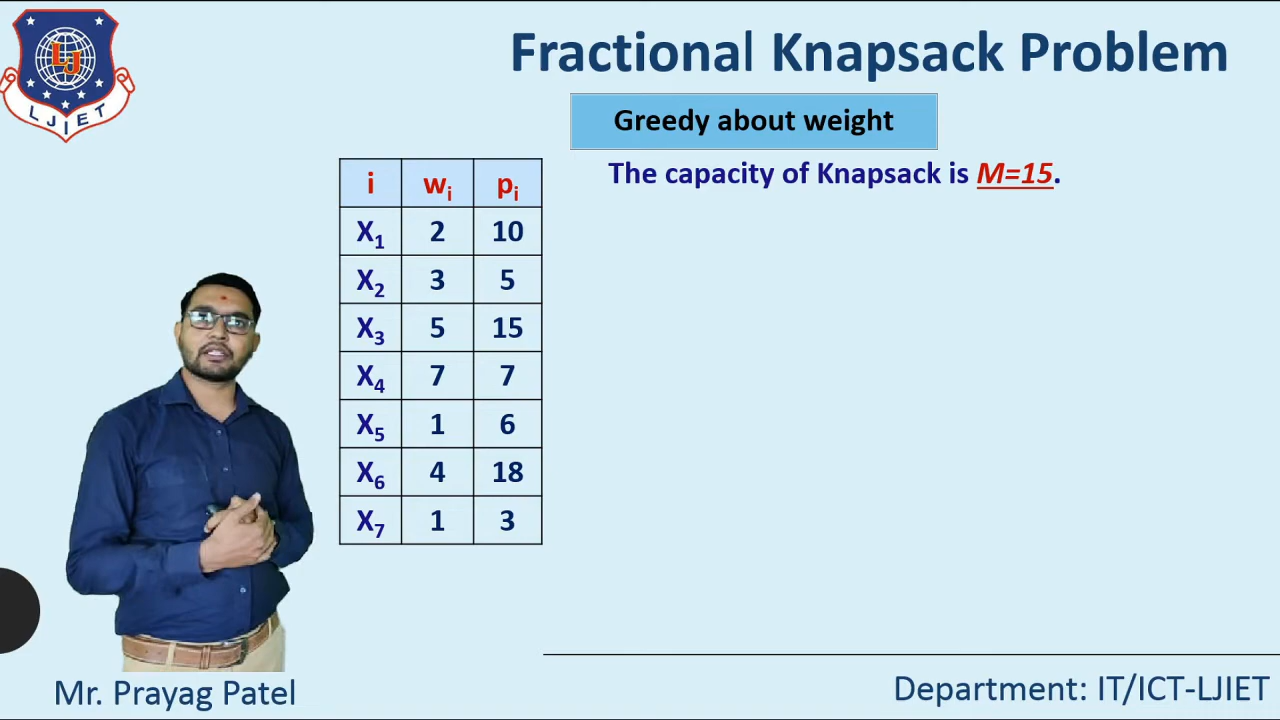 LJ
LJIET
Fractional Knapsack Problem
Greedy about weight
The capacity of Knapsack is M=15.
i wᵢ pᵢ
X₁ 2 10
X₂ 3 5
X₃ 5 15
X₄ 7 7
X₅ 1 6
X₆ 4 18
X₇ 1 3
Mr. Prayag Patel
Department: IT/ICT-LJIET